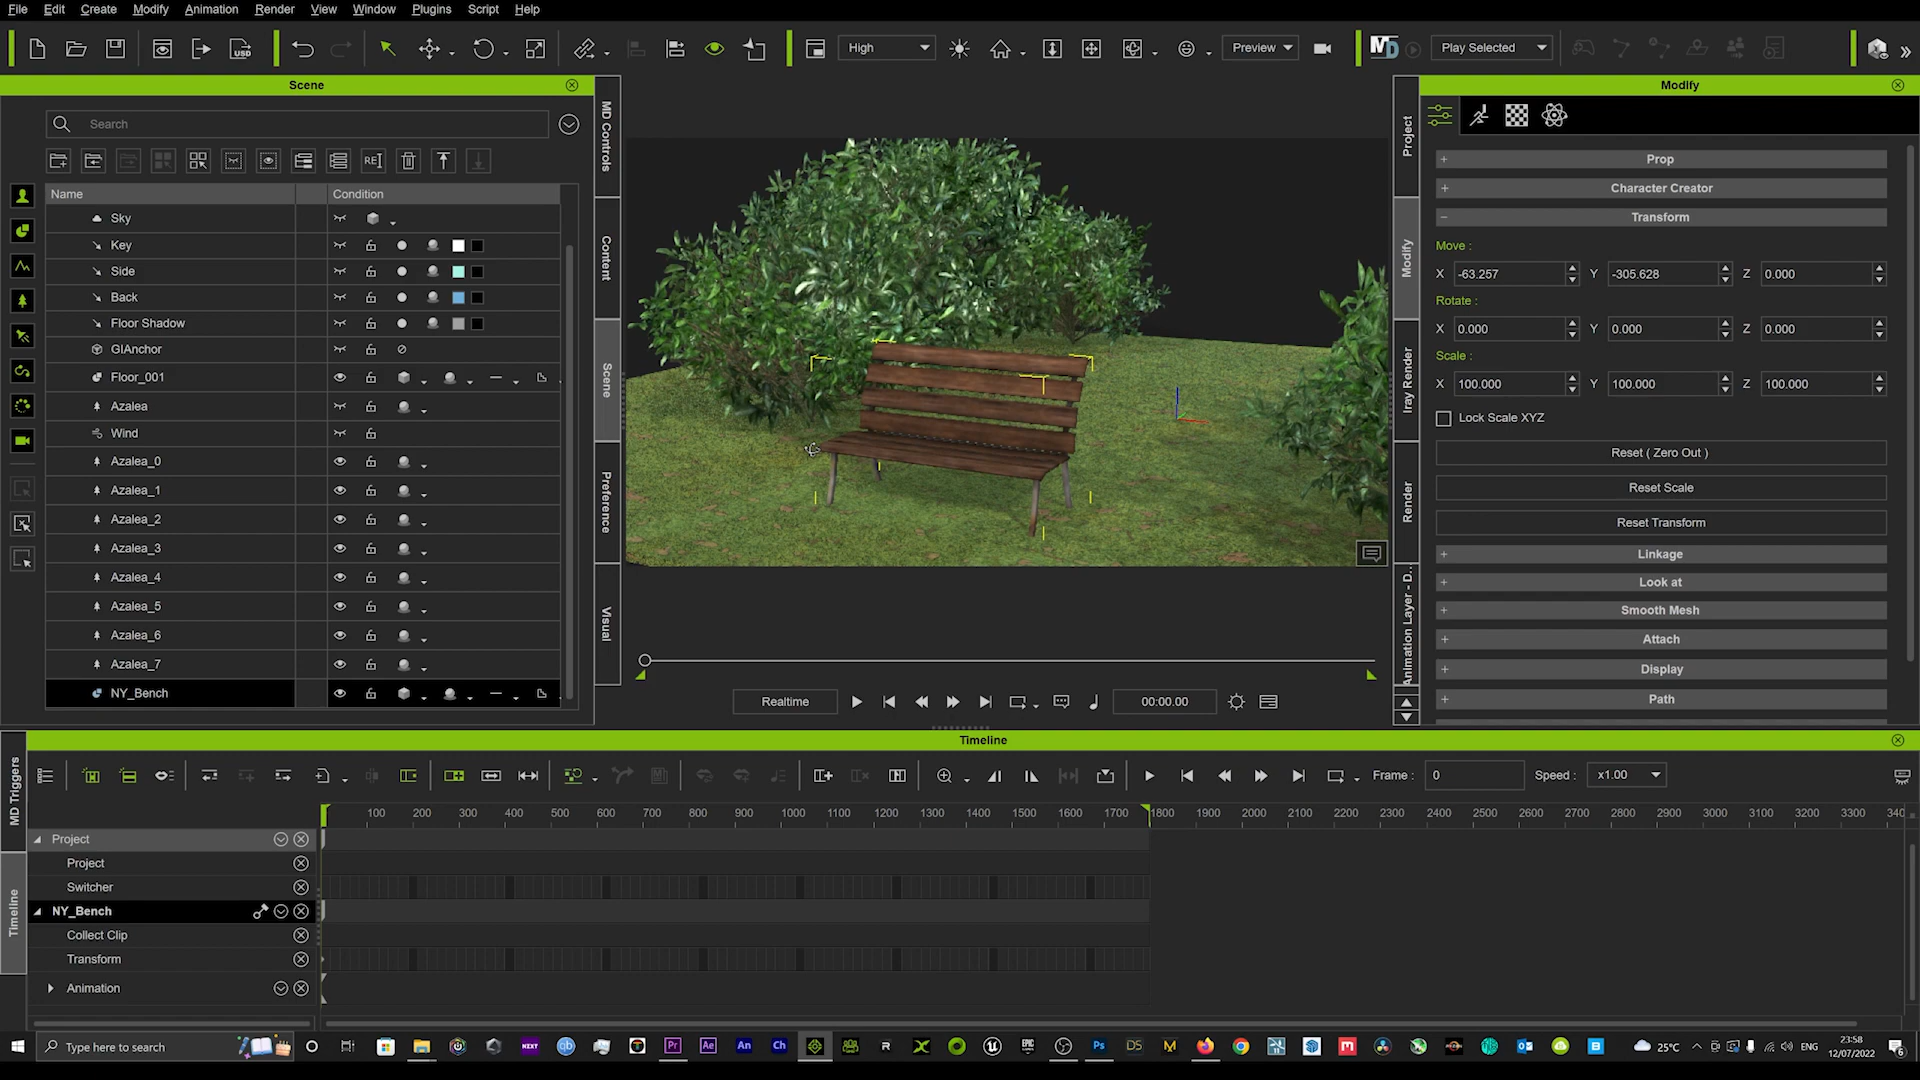 File Edit Create Modify Animation Render View Window Plugins Script Help
High Preview Play Selected
Scene
Modify
Search
MD Controls
Content
Scene
Preference
Visual
Project
Modify
Iray Render
Render
Animation Layer - D...
Name Condition
Sky
Key
Side
Back
Floor Shadow
GIAnchor
Floor_001
Azalea
Wind
Azalea_0
Azalea_1
Azalea_2
Azalea_3
Azalea_4
Azalea_5
Azalea_6
Azalea_7
NY_Bench
Prop
Character Creator
Transform
Move :
X -63.257 Y -305.628 Z 0.000
Rotate :
X 0.000 Y 0.000 Z 0.000
Scale :
X 100.000 Y 100.000 Z 100.000
Lock Scale XYZ
Reset ( Zero Out )
Reset Scale
Reset Transform
Linkage
Look at
Smooth Mesh
Attach
Display
Path
Realtime 00:00.00
Timeline
MD Triggers
Timeline
Frame : 0 Speed : x1.00
100 200 300 400 500 600 700 800 900 1000 1100 1200 1300 1400 1500 1600 1700 1800 1900 2000 2100 2200 2300 2400 2500 2600 2700 2800 2900 3000 3100 3200 3300 340
Project
Project
Switcher
NY_Bench
Collect Clip
Transform
Animation
Type here to search
25°C ENG 23:58
12/07/2022